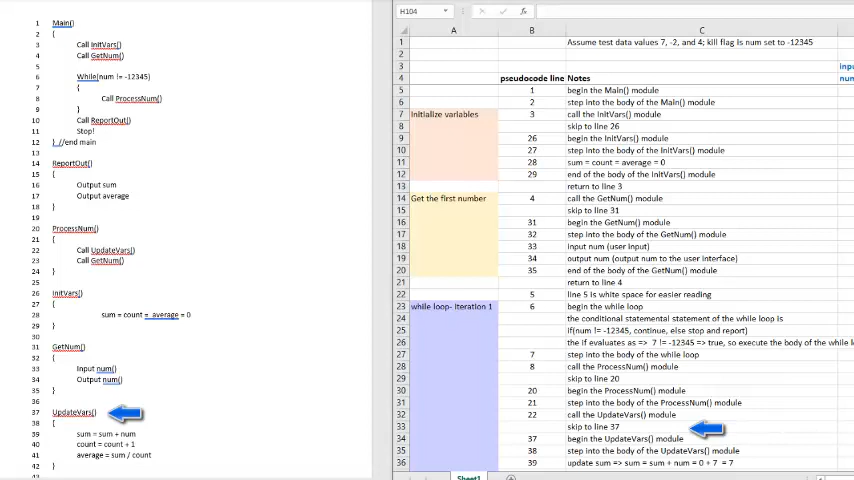 1 Main()
2 {
3 Call InitVars()
4 Call GetNum()
5
6 While(num != -12345)
7 {
8 Call ProcessNum()
9 }
10 Call ReportOut()
11 Stop!
12 } //end main
13
14 ReportOut()
15 {
16 Output sum
17 Output average
18 }
19
20 ProcessNum()
21 {
22 Call UpdateVars()
23 Call GetNum()
24 }
25
26 InitVars()
27 {
28 sum = count = average = 0
29 }
30
31 GetNum()
32 {
33 Input num()
34 Output num()
35 }
36
37 UpdateVars()
38 {
39 sum = sum + num
40 count = count + 1
41 average = sum / count
42 }
43
H104 fx
A B C
1 Assume test data values 7, -2, and 4; kill flag is num set to -12345
2
3 inpu
4 pseudocode line Notes num
5 1 begin the Main() module
6 2 step into the body of the Main() module
7 Initialize variables 3 call the InitVars() module
8 skip to line 26
9 26 begin the InitVars() module
10 27 step into the body of the InitVars() module
11 28 sum = count = average = 0
12 29 end of the body of the InitVars() module
13 return to line 3
14 Get the first number 4 call the GetNum() module
15 skip to line 31
16 31 begin the GetNum() module
17 32 step into the body of the GetNum() module
18 33 input num (user input)
19 34 output num (output num to the user interface)
20 35 end of the body of the GetNum() module
21 return to line 4
22 5 line 5 is white space for easier reading
23 while loop- Iteration 1 6 begin the while loop
24 the conditional statemental statement of the while loop is
25 if(num != -12345, continue, else stop and report)
26 the if evaluates as => 7 != -12345 => true, so execute the body of the while lo
27 7 step into the body of the while loop
28 8 call the ProcessNum() module
29 skip to line 20
30 20 begin the ProcessNum() module
31 21 step into the body of the ProcessNum() module
32 22 call the UpdateVars() module
33 skip to line 37
34 37 begin the UpdateVars() module
35 38 step into the body of the UpdateVars() module
36 39 update sum => sum = sum + num = 0 + 7 = 7
Sheet1